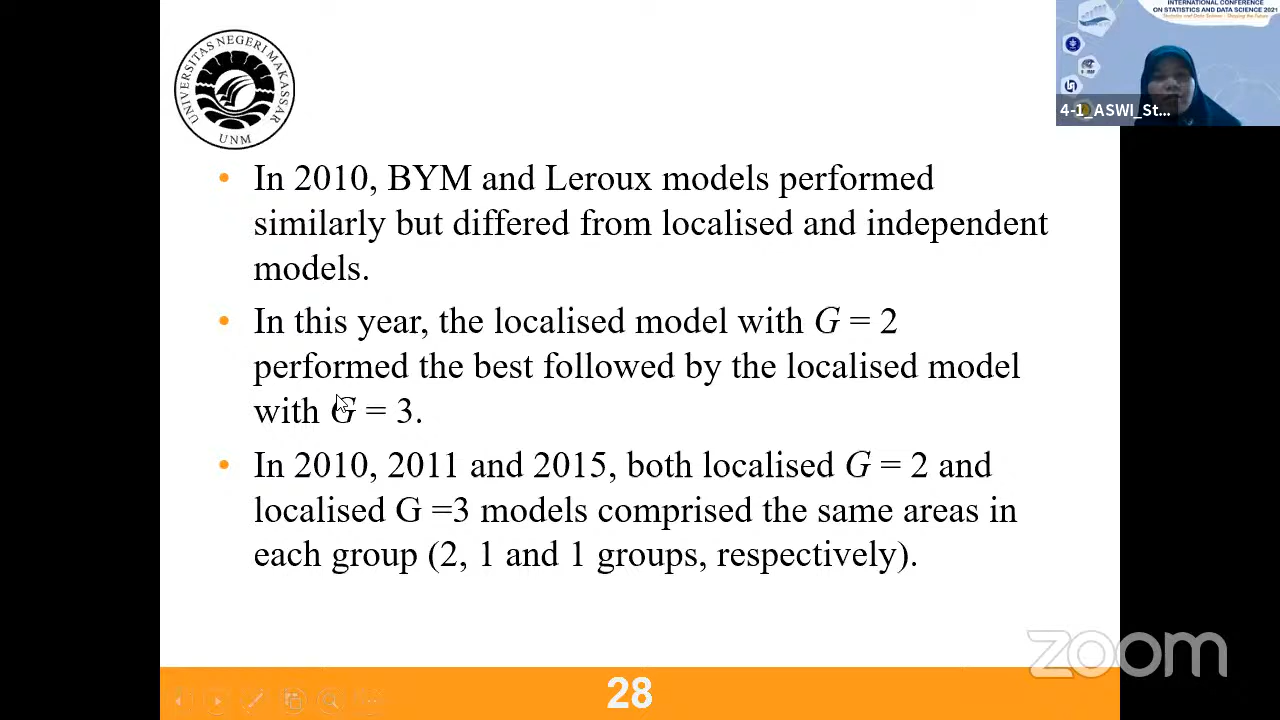 INTERNATIONAL CONFERENCE
ON STATISTICS AND DATA SCIENCE 2021
4-1_ASWI_St...
UNIVERSITAS NEGERI MAKASSAR
UNM
• In 2010, BYM and Leroux models performed
similarly but differed from localised and independent
models.
• In this year, the localised model with G = 2
performed the best followed by the localised model
with G = 3.
• In 2010, 2011 and 2015, both localised G = 2 and
localised G =3 models comprised the same areas in
each group (2, 1 and 1 groups, respectively).
zoom
28